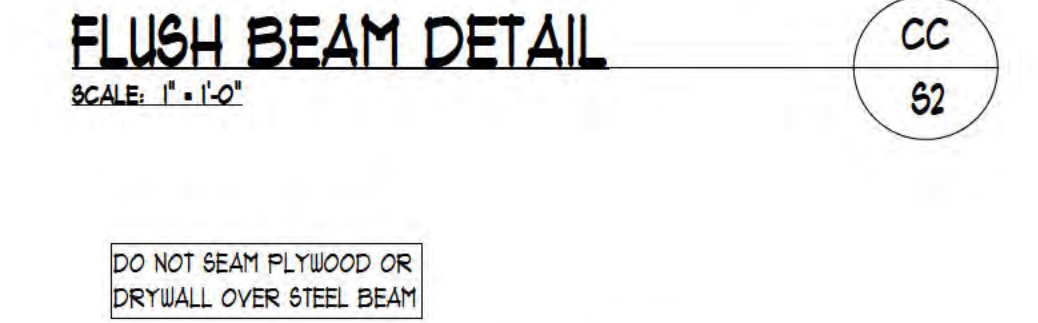 FLUSH BEAM DETAIL
SCALE: 1" = 1'-0"
CC
S2
DO NOT SEAM PLYWOOD OR
DRYWALL OVER STEEL BEAM